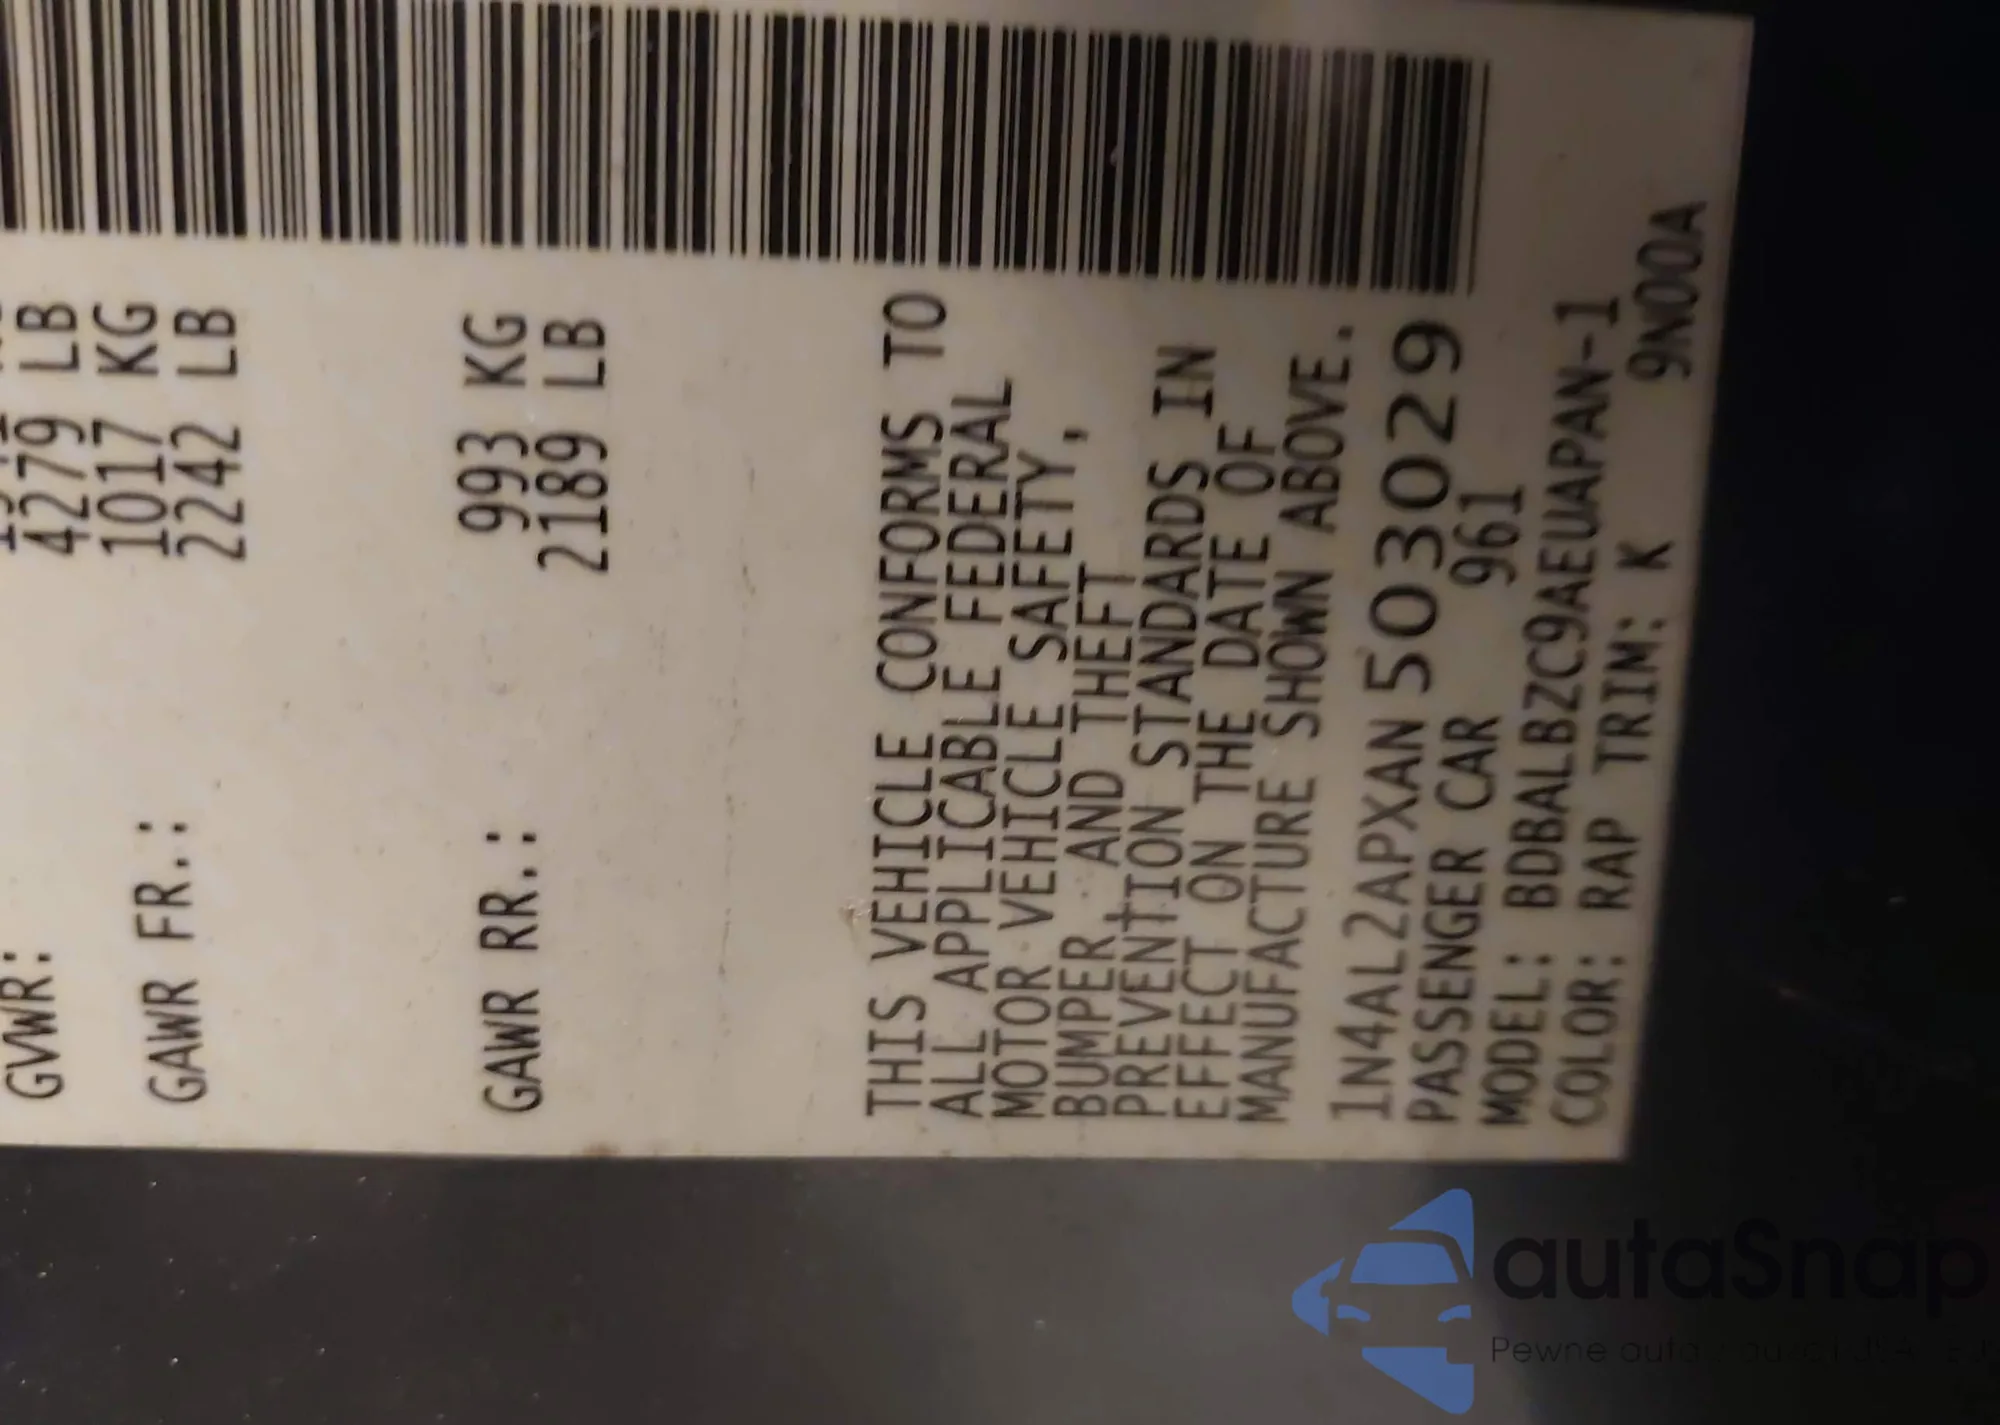 GVWR:
4279 LB
GAWR FR.: 1017 KG
2242 LB
GAWR RR.: 993 KG
2189 LB
THIS VEHICLE CONFORMS TO
ALL APPLICABLE FEDERAL
MOTOR VEHICLE SAFETY,
BUMPER, AND THEFT
PREVENTION STANDARDS IN
EFFECT ON THE DATE OF
MANUFACTURE SHOWN ABOVE.
1N4AL2APXAN503029
PASSENGER CAR 961
MODEL: BDBALBZC9AEUAPAN-1
COLOR: RAP TRIM: K 9N00A
autaSnap
Pewne auta